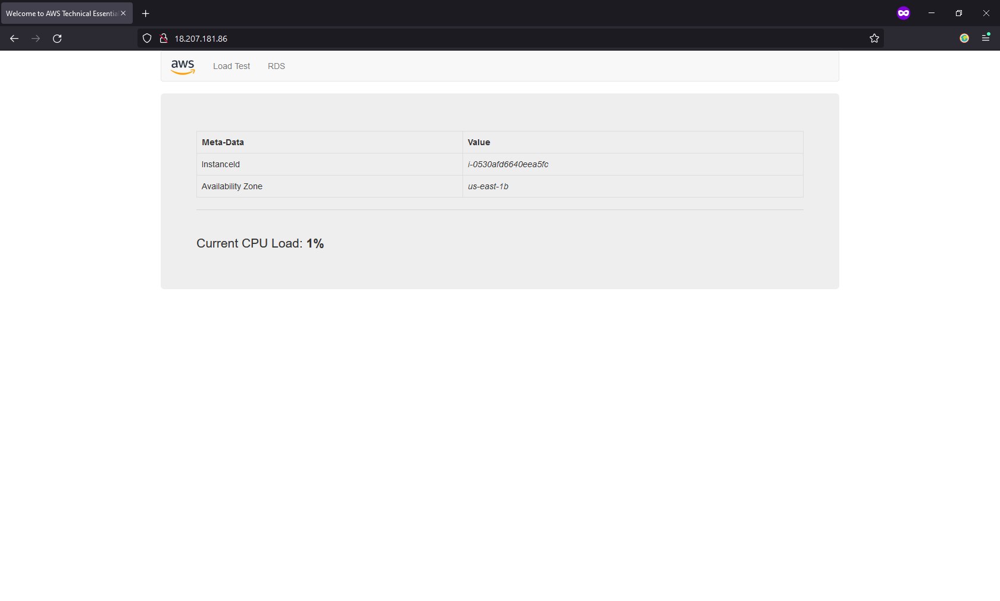 Welcome to AWS Technical Essential
18.207.181.86
aws Load Test RDS
Meta-Data Value
InstanceId i-0530afd6640eea5fc
Availability Zone us-east-1b
Current CPU Load: 1%